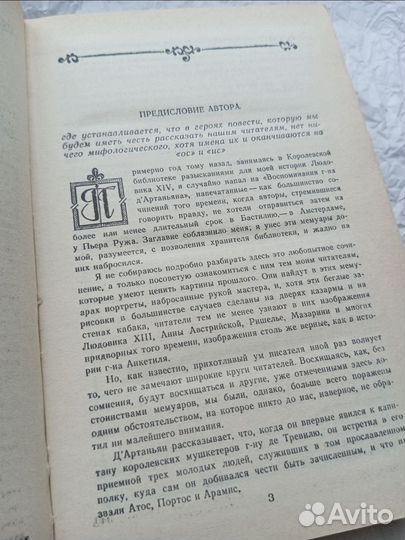 ПРЕДИСЛОВИЕ АВТОРА,
где устанавливается, что в героях повести, которую мы
будем иметь честь рассказать нашим читателям, нет ни-
чего мифологического, хотя имена их и оканчиваются на
«ос» и «ис»
Примерно год тому назад, занимаясь в Королевской
библиотеке разысканиями для моей истории Людо-
вика XIV, я случайно напал на «Воспоминания г-на
д'Артаньяна», напечатанные — как большинство со-
чинений того времени, когда авторы, стремившиеся
говорить правду, не хотели отправиться затем на
более или менее длительный срок в Бастилию,— в Амстердаме,
у Пьера Ружа. Заглавие соблазнило меня; я унес эти мемуары до-
мой, разумеется, с позволения хранителя библиотеки, и жадно на
них набросился.
Я не собираюсь подробно разбирать здесь это любопытное сочи-
нение, а только посоветую ознакомиться с ним тем моим читателям,
которые умеют ценить картины прошлого. Они найдут в этих мему-
арах портреты, набросанные рукой мастера, и, хотя эти беглые за-
рисовки в большинстве случаев сделаны на дверях казармы и на
стенах кабака, читатели тем не менее узнают в них изображения
Людовика XIII, Анны Австрийской, Ришелье, Мазарини и многих
придворных того времени, изображения столь же верные, как в исто-
рии г-на Анкетиля.
Но, как известно, прихотливый ум писателя иной раз волнует
то, чего не замечают широкие круги читателей. Восхищаясь, как, без
сомнения, будут восхищаться и другие, уже отмеченными здесь до-
стоинствами мемуаров, мы были, однако, больше всего поражены
одним обстоятельством, на которое никто до нас, наверное, не обра-
тил ни малейшего внимания.
Д'Артаньян рассказывает, что, когда он впервые явился к капи-
тану королевских мушкетеров г-ну де Тревилю, он встретил в его
приемной трех молодых людей, служивших в том прославленном
полку, куда сам он добивался чести быть зачисленным, и что их
звали Атос, Портос и Арамис.
3
Avito